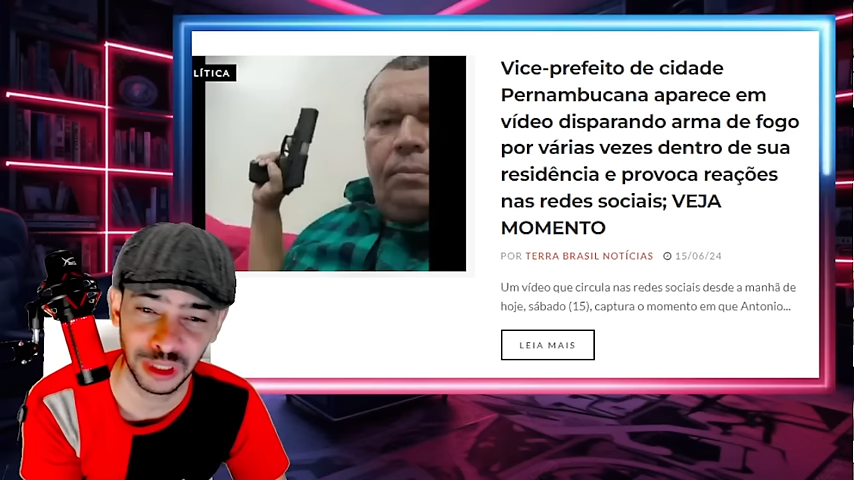 LÍTICA
Vice-prefeito de cidade
Pernambucana aparece em
vídeo disparando arma de fogo
por várias vezes dentro de sua
residência e provoca reações
nas redes sociais; VEJA
MOMENTO
POR TERRA BRASIL NOTÍCIAS 15/06/24
Um vídeo que circula nas redes sociais desde a manhã de
hoje, sábado (15), captura o momento em que Antonio...
LEIA MAIS